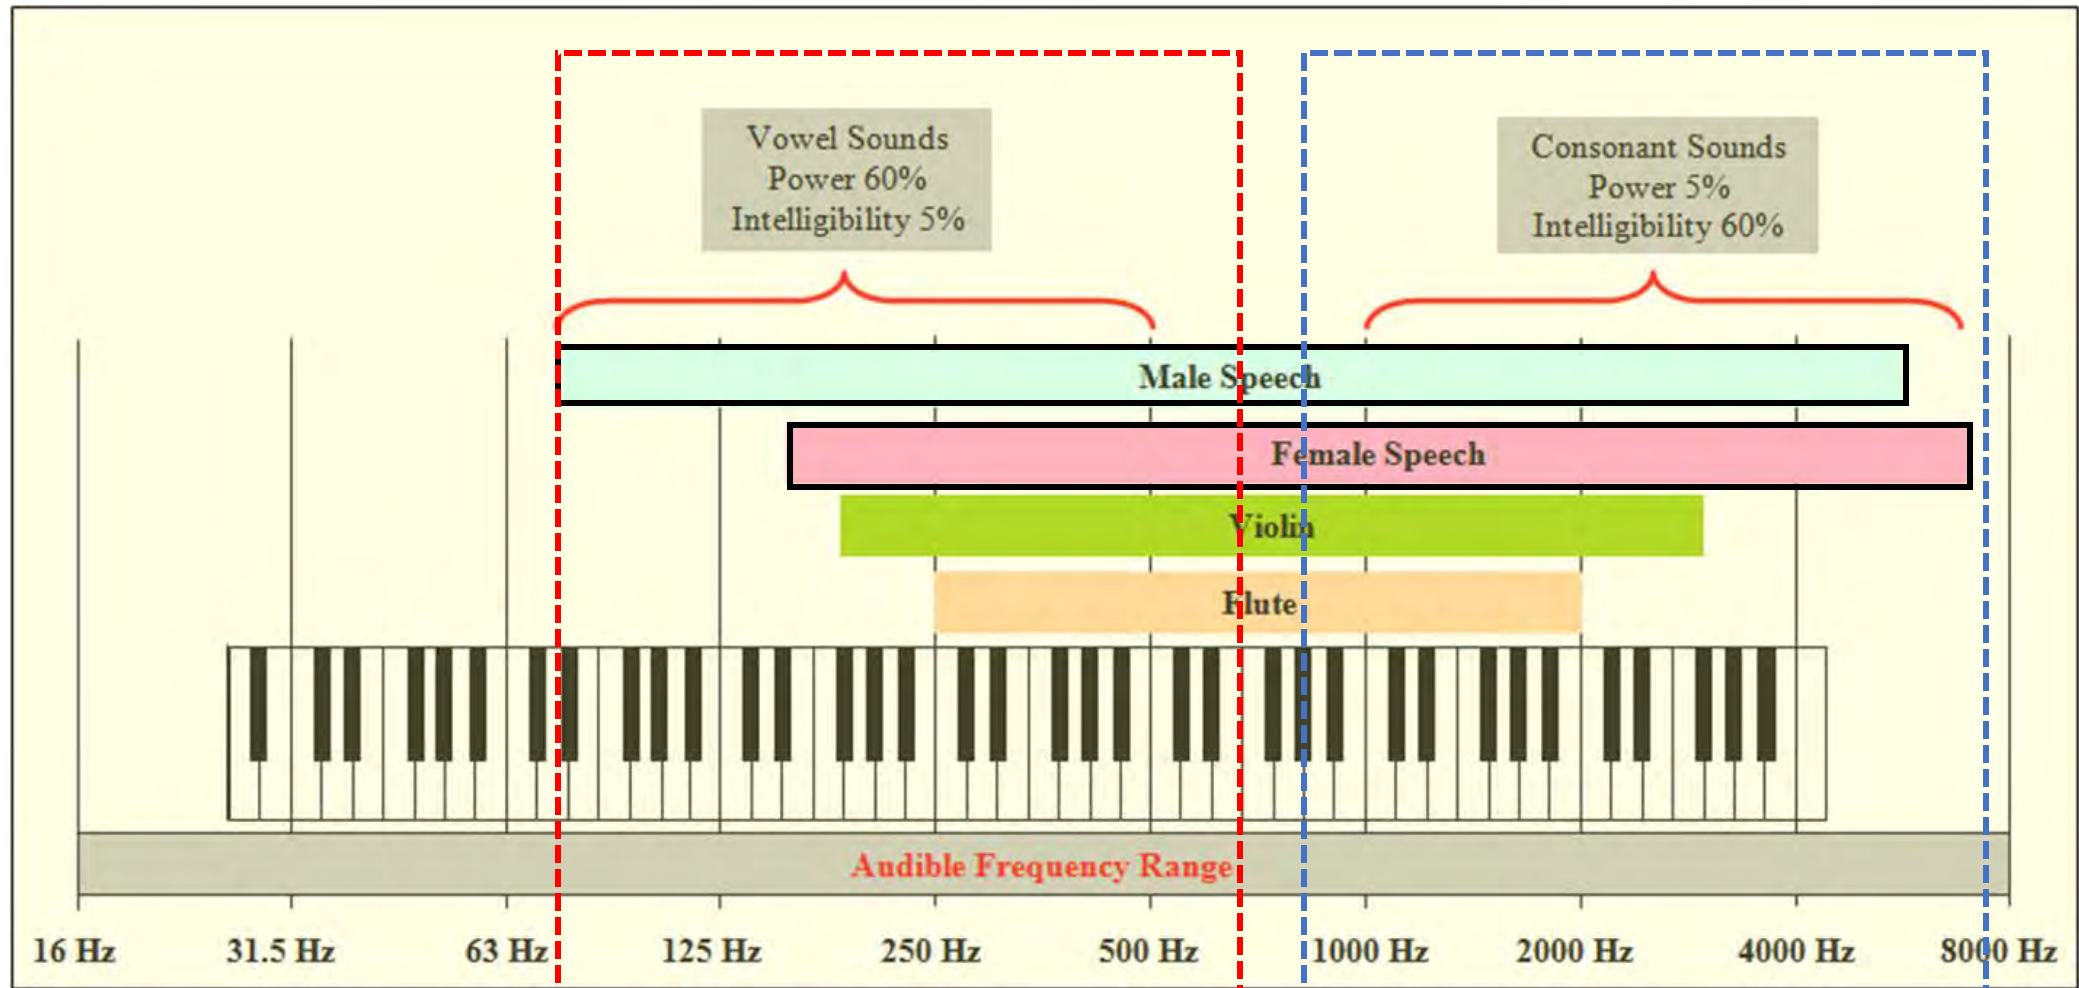 Vowel Sounds
Power 60%
Intelligibility 5%
Consonant Sounds
Power 5%
Intelligibility 60%
Male Speech
Female Speech
Violin
Flute
Audible Frequency Range
16 Hz
31.5 Hz
63 Hz
125 Hz
250 Hz
500 Hz
1000 Hz
2000 Hz
4000 Hz
8000 Hz